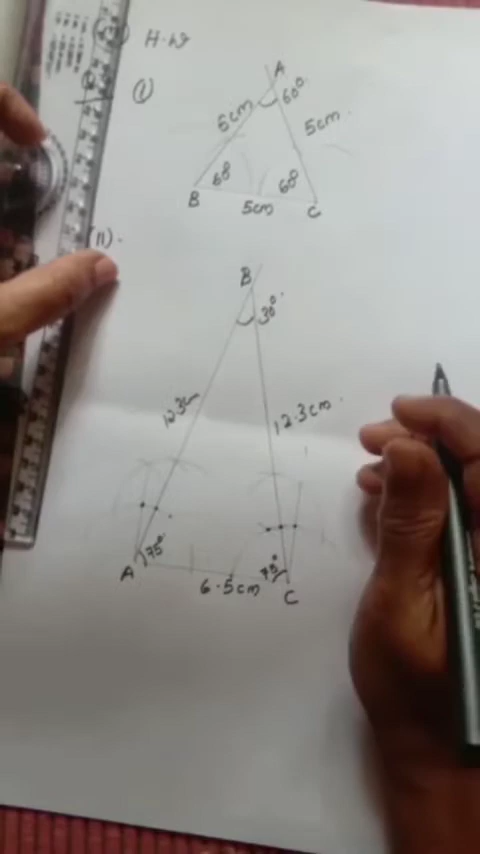 H.W
(I)
A
60°
5cm
5cm.
60
60
B
5cm
C
(II).
B
30°
12.3cm
12.3cm.
75°
75°
A
6.5cm
C